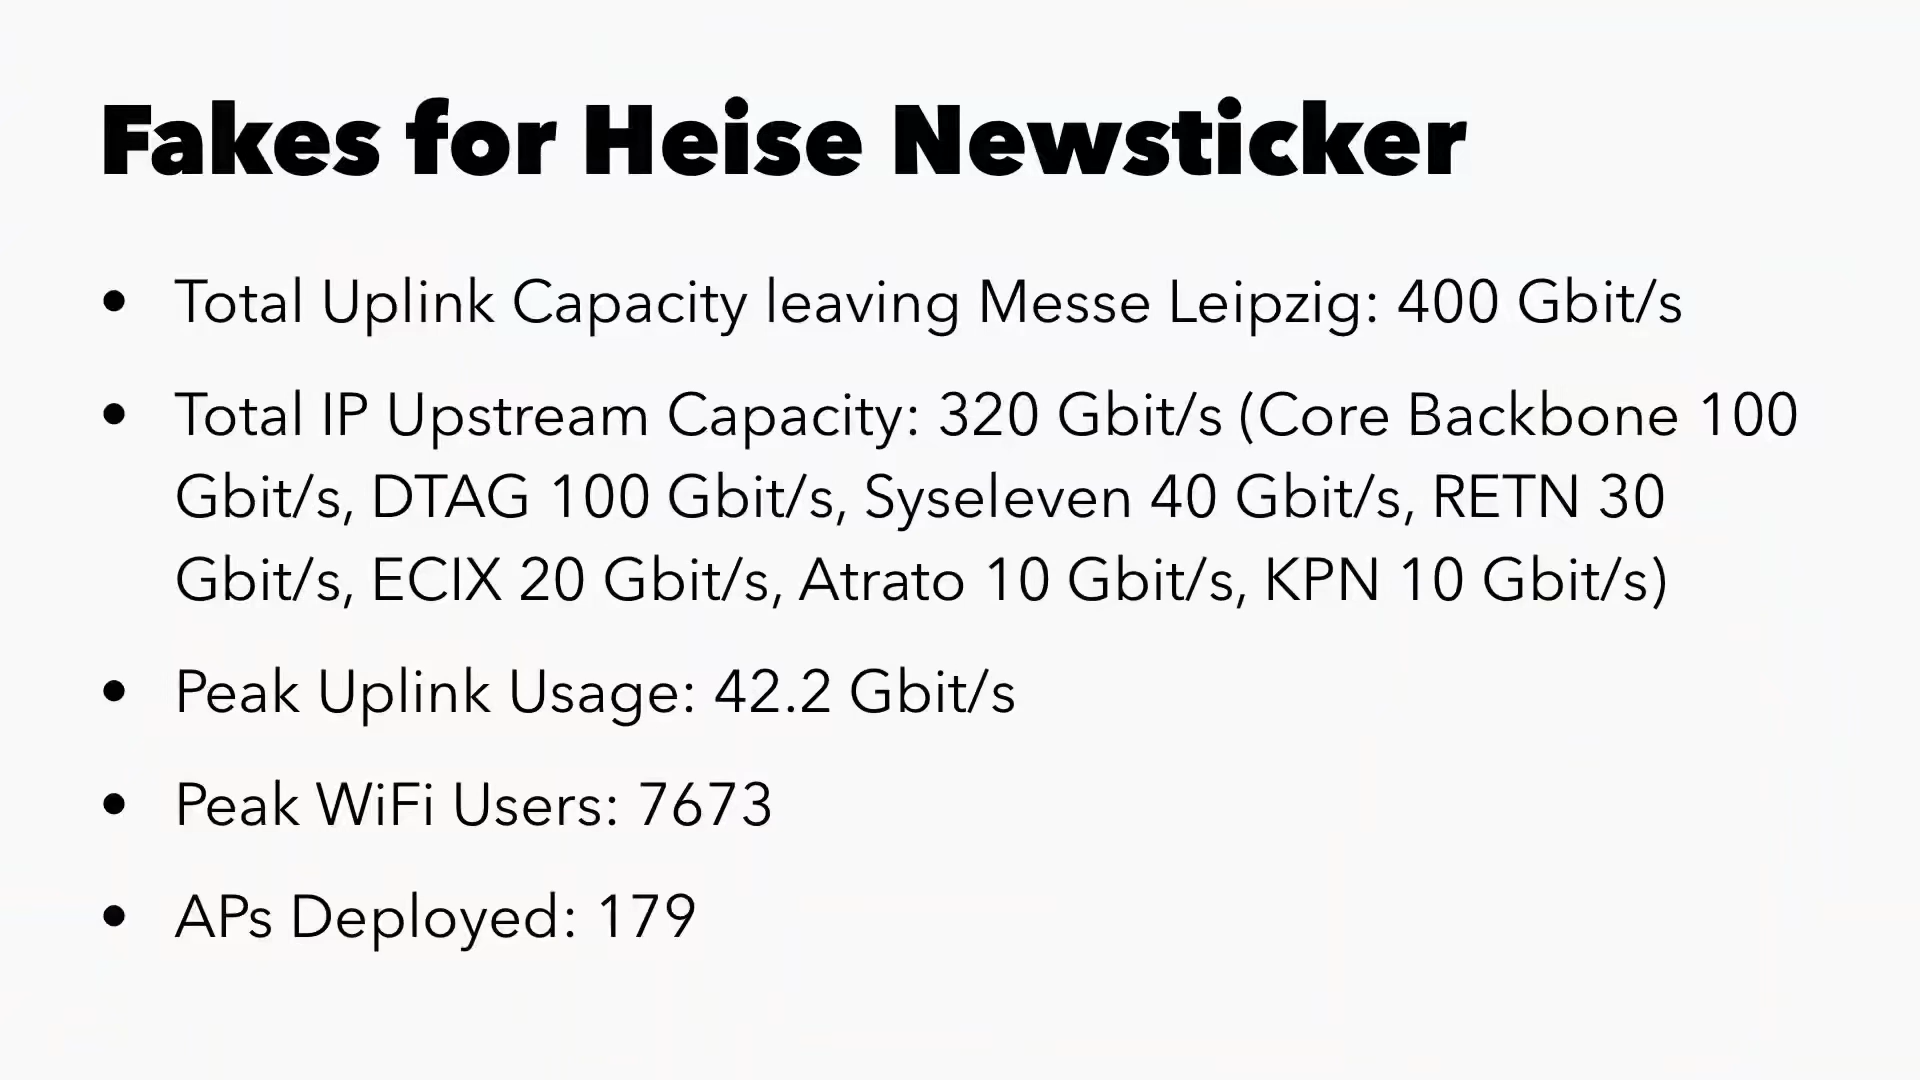 Fakes for Heise Newsticker
• Total Uplink Capacity leaving Messe Leipzig: 400 Gbit/s
• Total IP Upstream Capacity: 320 Gbit/s (Core Backbone 100
Gbit/s, DTAG 100 Gbit/s, Syseleven 40 Gbit/s, RETN 30
Gbit/s, ECIX 20 Gbit/s, Atrato 10 Gbit/s, KPN 10 Gbit/s)
• Peak Uplink Usage: 42.2 Gbit/s
• Peak WiFi Users: 7673
• APs Deployed: 179